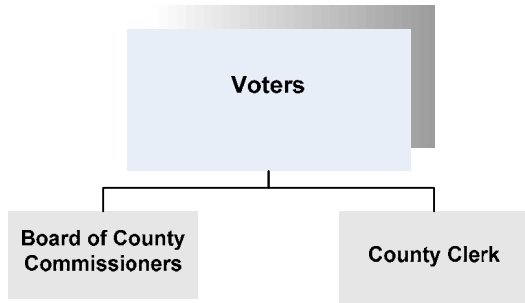 Voters
Board of County
Commissioners
County Clerk